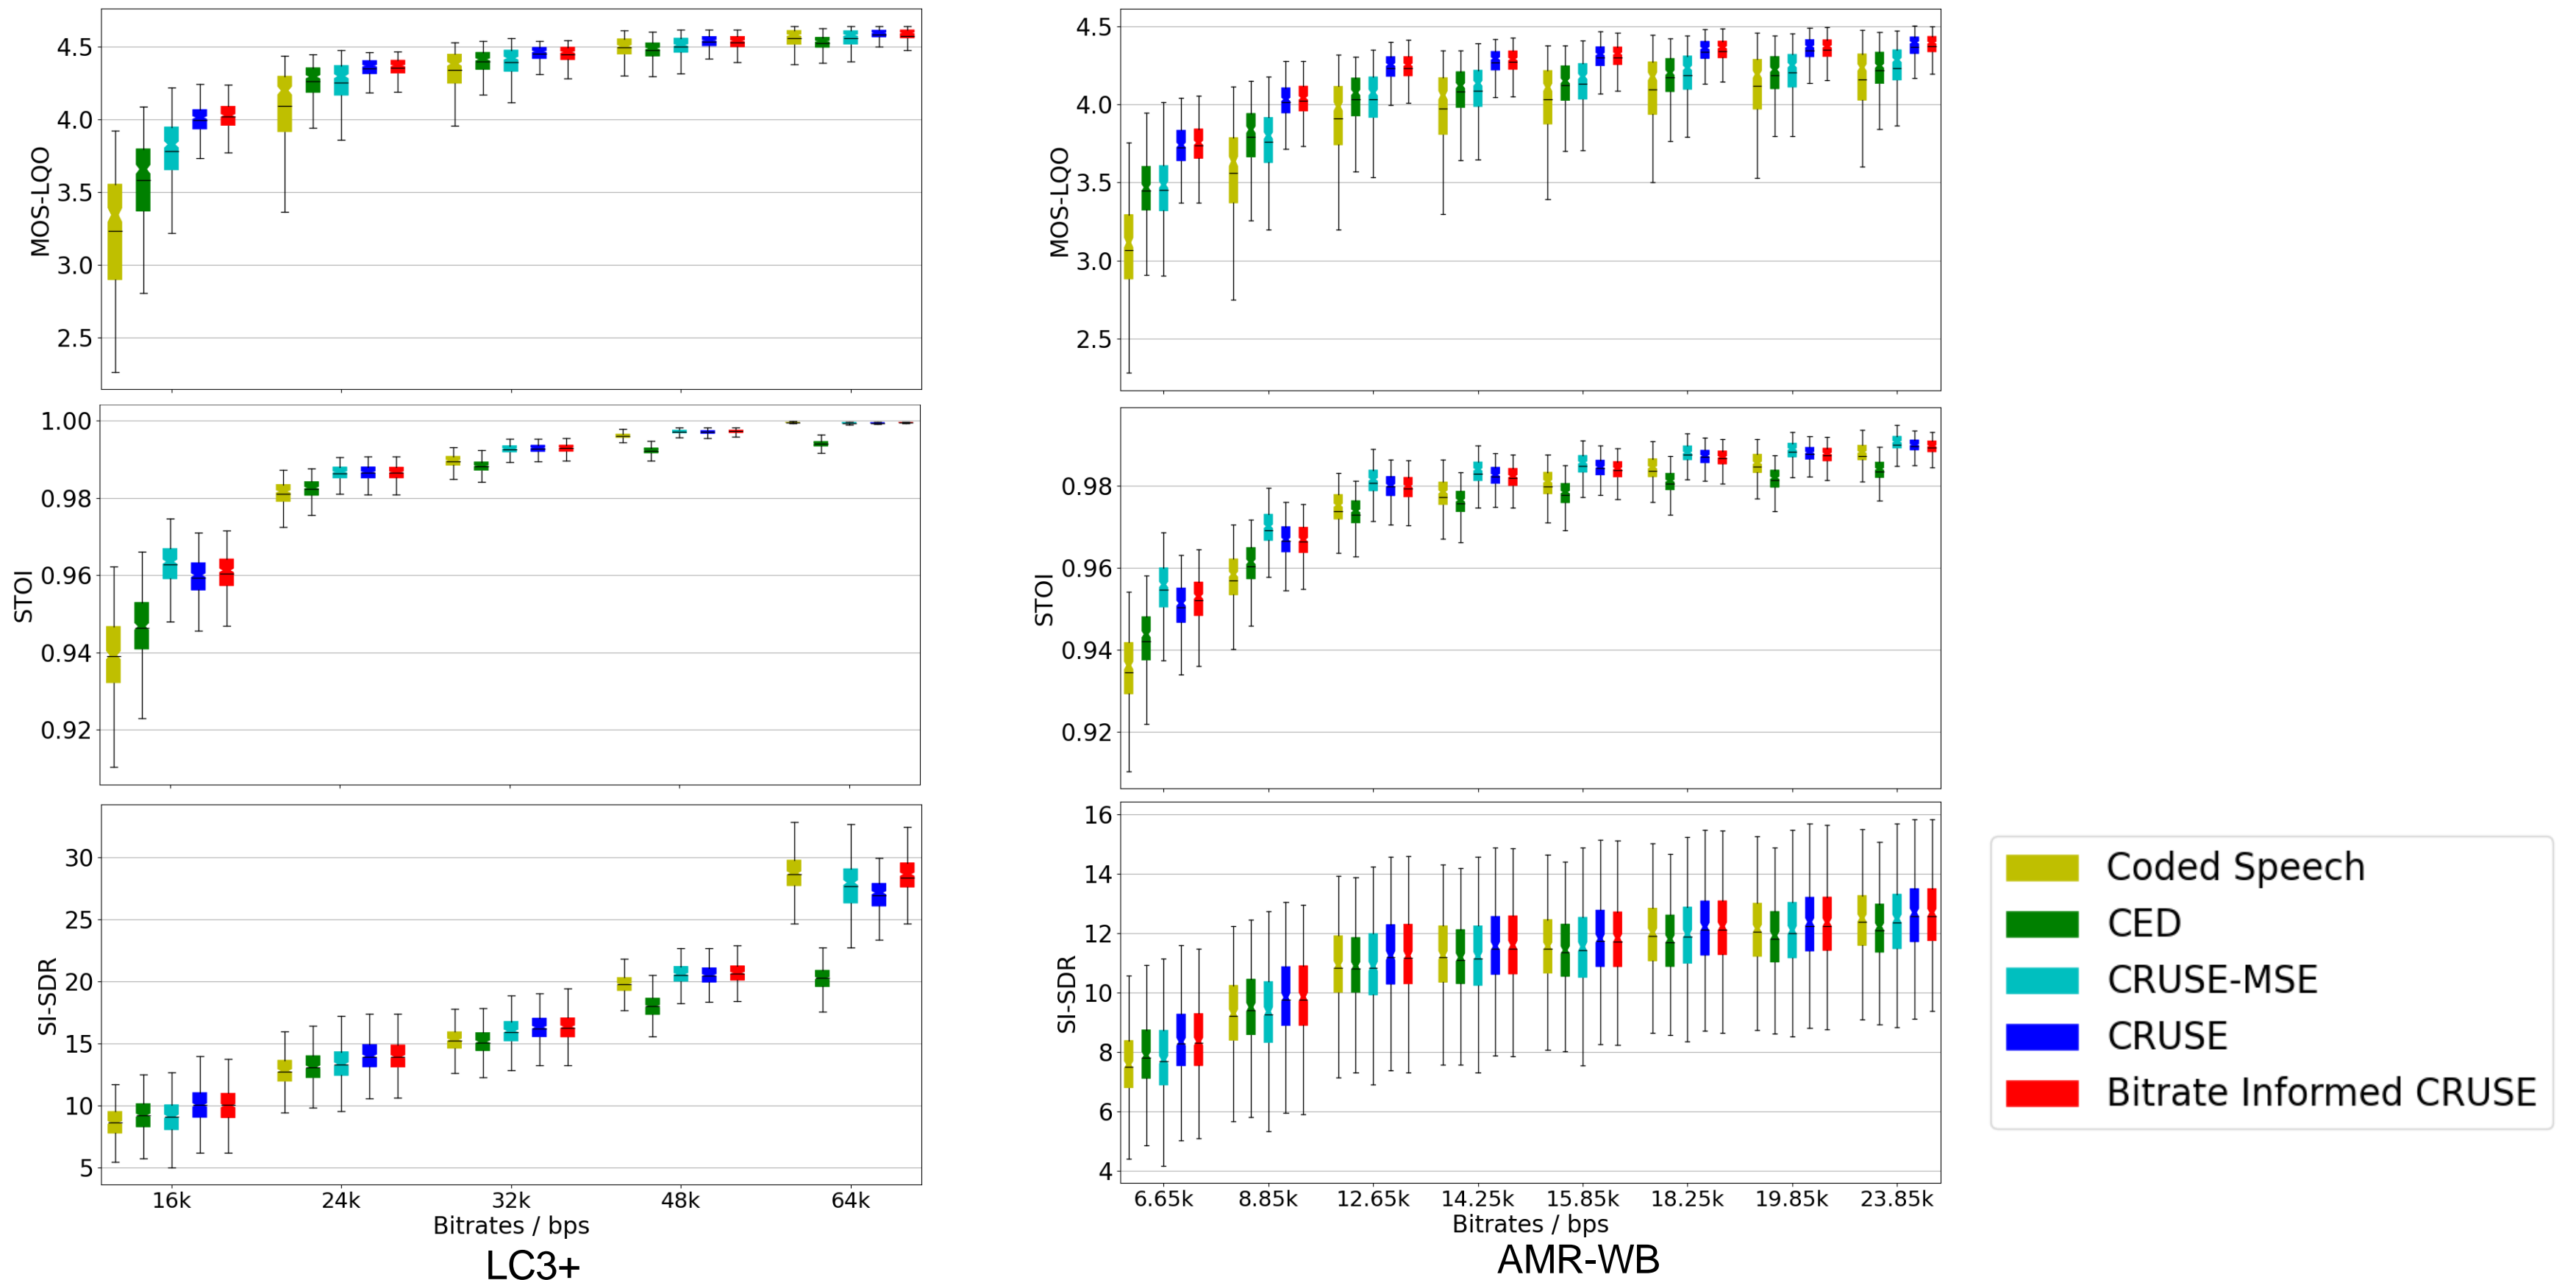 4.5
4.0
3.5
3.0
2.5
MOS-LQO
1.00
0.98
0.96
0.94
0.92
STOI
30
25
20
15
10
5
SI-SDR
16k 24k 32k 48k 64k
Bitrates / bps
LC3+
4.5
4.0
3.5
3.0
2.5
MOS-LQO
0.98
0.96
0.94
0.92
STOI
16
14
12
10
8
6
4
SI-SDR
6.65k 8.85k 12.65k 14.25k 15.85k 18.25k 19.85k 23.85k
Bitrates / bps
AMR-WB
Coded Speech
CED
CRUSE-MSE
CRUSE
Bitrate Informed CRUSE